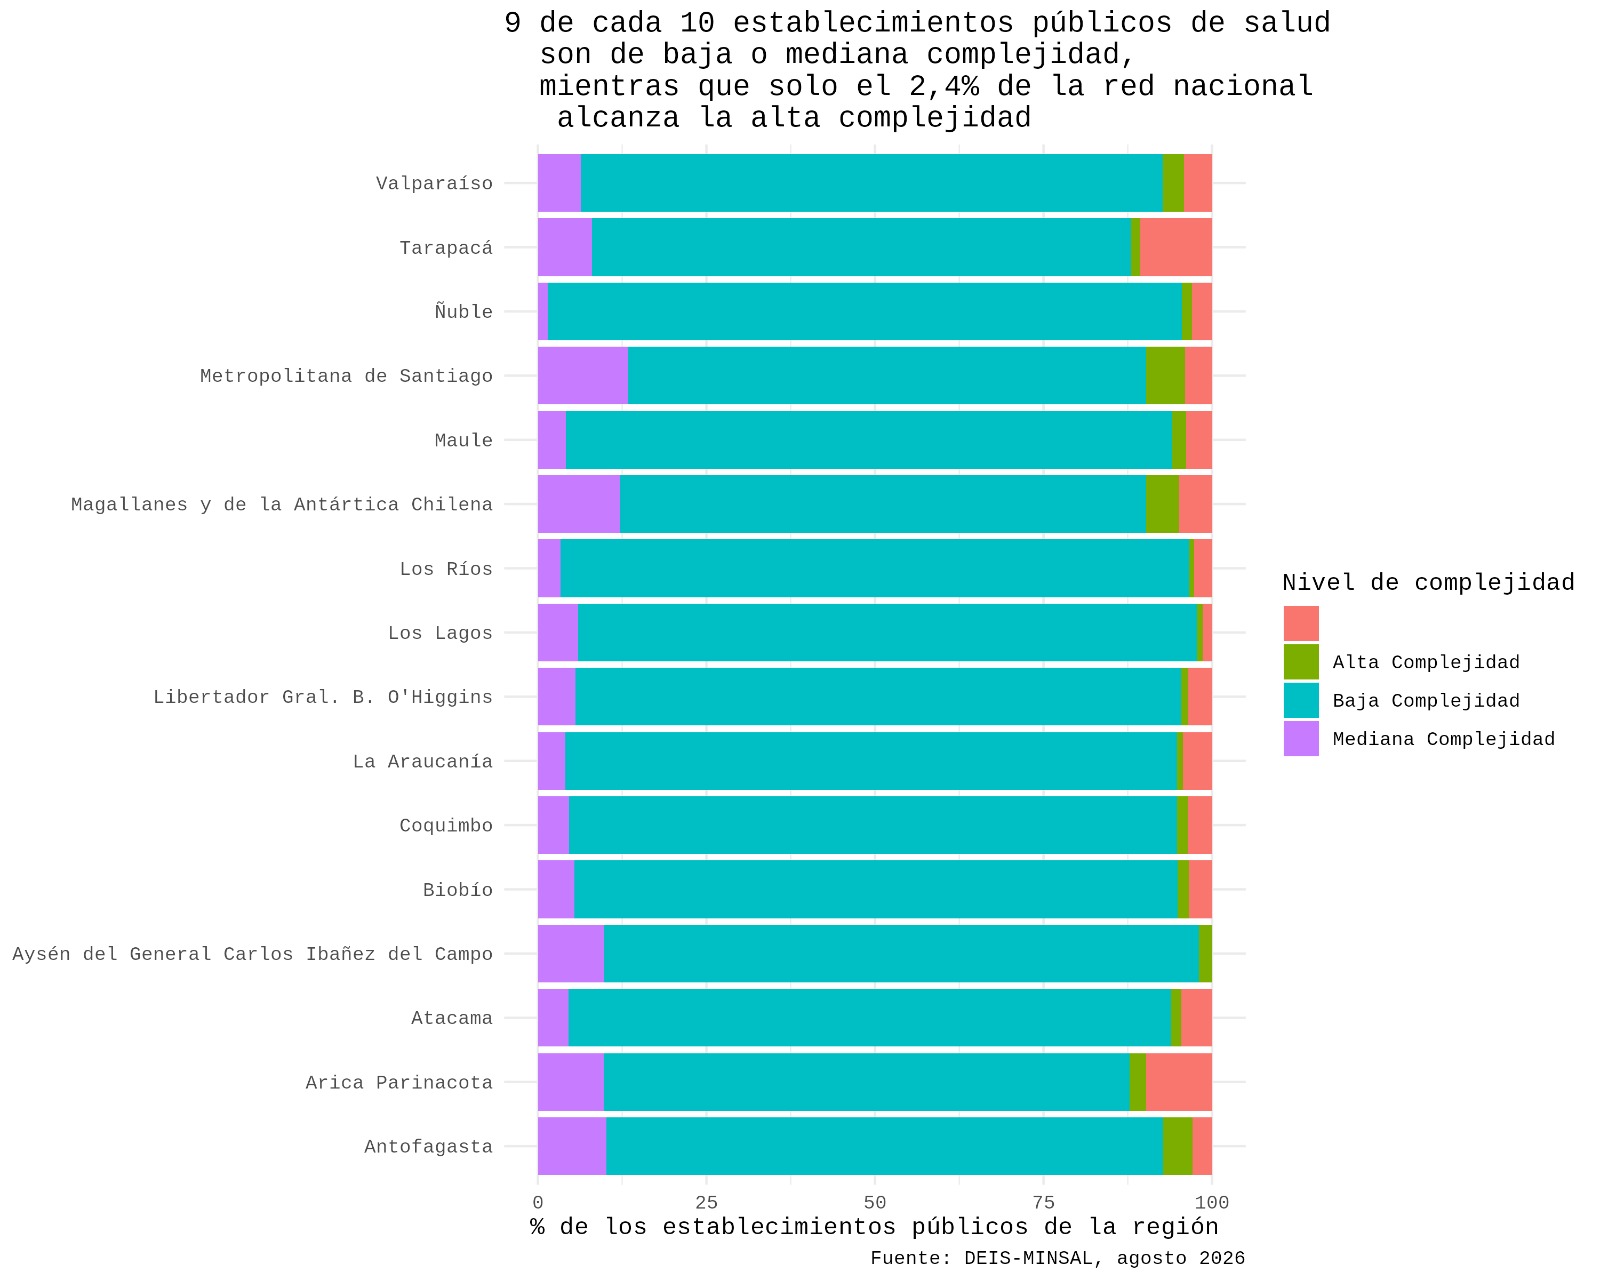 9 de cada 10 establecimientos públicos de salud
son de baja o mediana complejidad,
mientras que solo el 2,4% de la red nacional
alcanza la alta complejidad
Valparaíso
Tarapacá
Ñuble
Metropolitana de Santiago
Maule
Magallanes y de la Antártica Chilena
Los Ríos
Los Lagos
Libertador Gral. B. O'Higgins
La Araucanía
Coquimbo
Biobío
Aysén del General Carlos Ibañez del Campo
Atacama
Arica Parinacota
Antofagasta
0 25 50 75 100
% de los establecimientos públicos de la región
Fuente: DEIS-MINSAL, agosto 2026
Nivel de complejidad
Alta Complejidad
Baja Complejidad
Mediana Complejidad